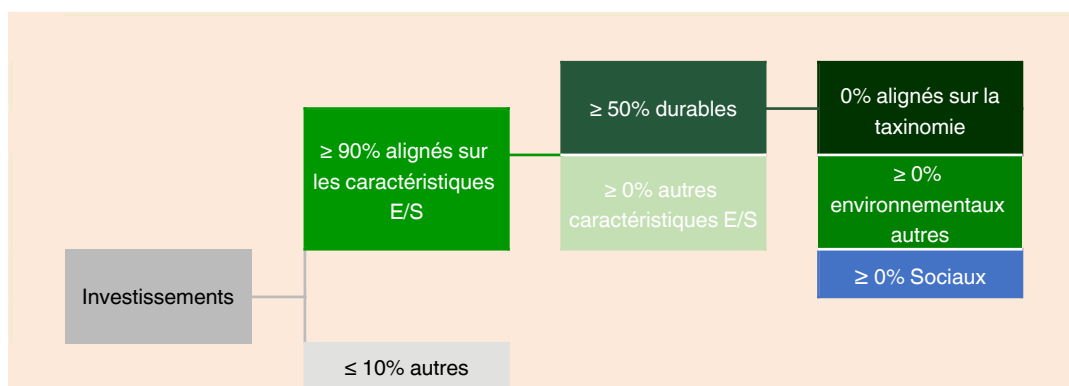 Investissements
≥ 90% alignés sur
les caractéristiques
E/S
≤ 10% autres
≥ 50% durables
≥ 0% autres
caractéristiques E/S
0% alignés sur la
taxinomie
≥ 0%
environnementaux
autres
≥ 0% Sociaux